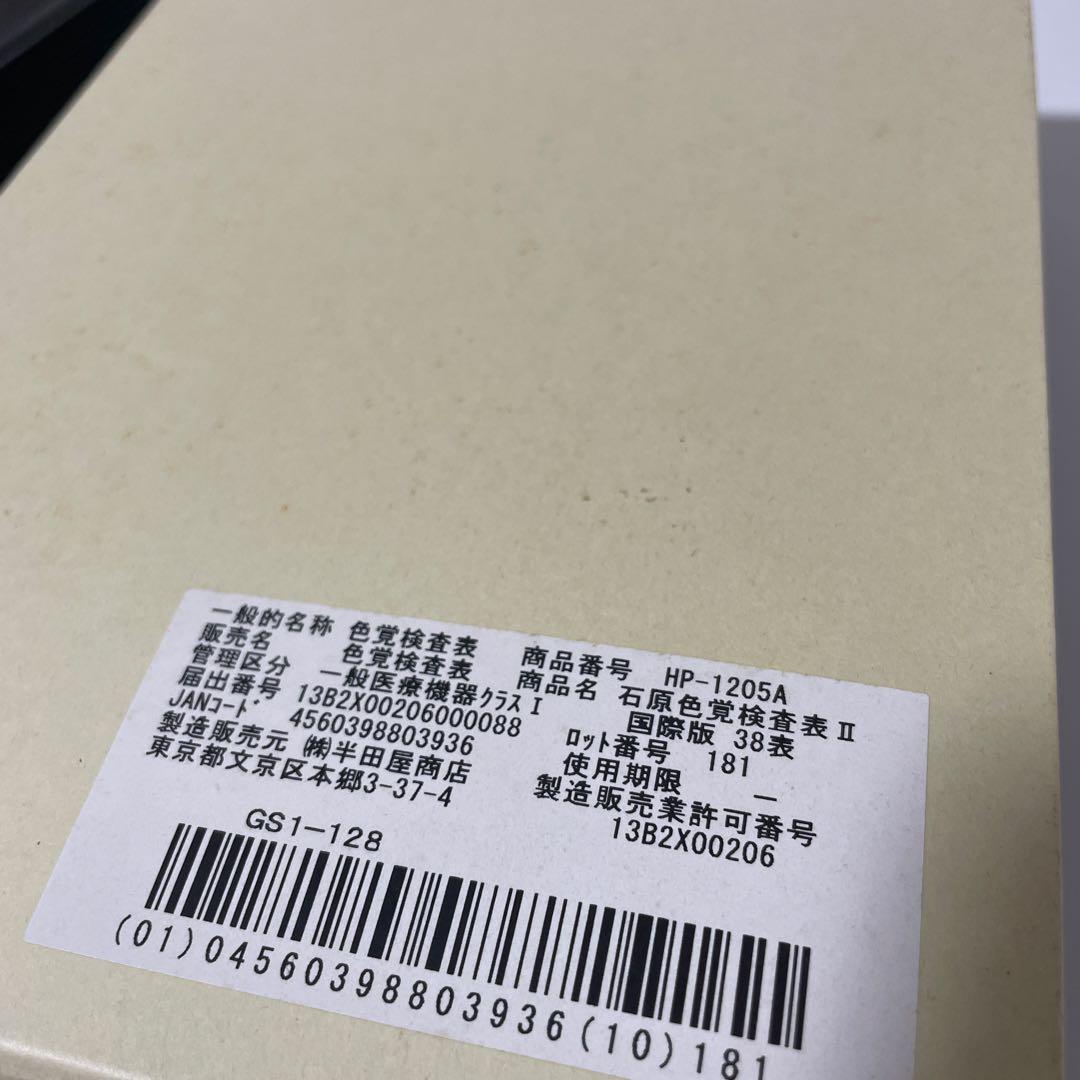 一般的名称 色覚検査表
販売名 色覚検査表
管理区分 一般医療機器クラスⅠ
届出番号 13B2X00206000088
JANコード 4560398803936
製造販売元 ㈱半田屋商店
東京都文京区本郷3-37-4
商品番号 HP-1205A
商品名 石原色覚検査表Ⅱ
国際版 38表
ロット番号 181
使用期限 —
製造販売業許可番号
13B2X00206
GS1-128
(01)04560398803936(10)181